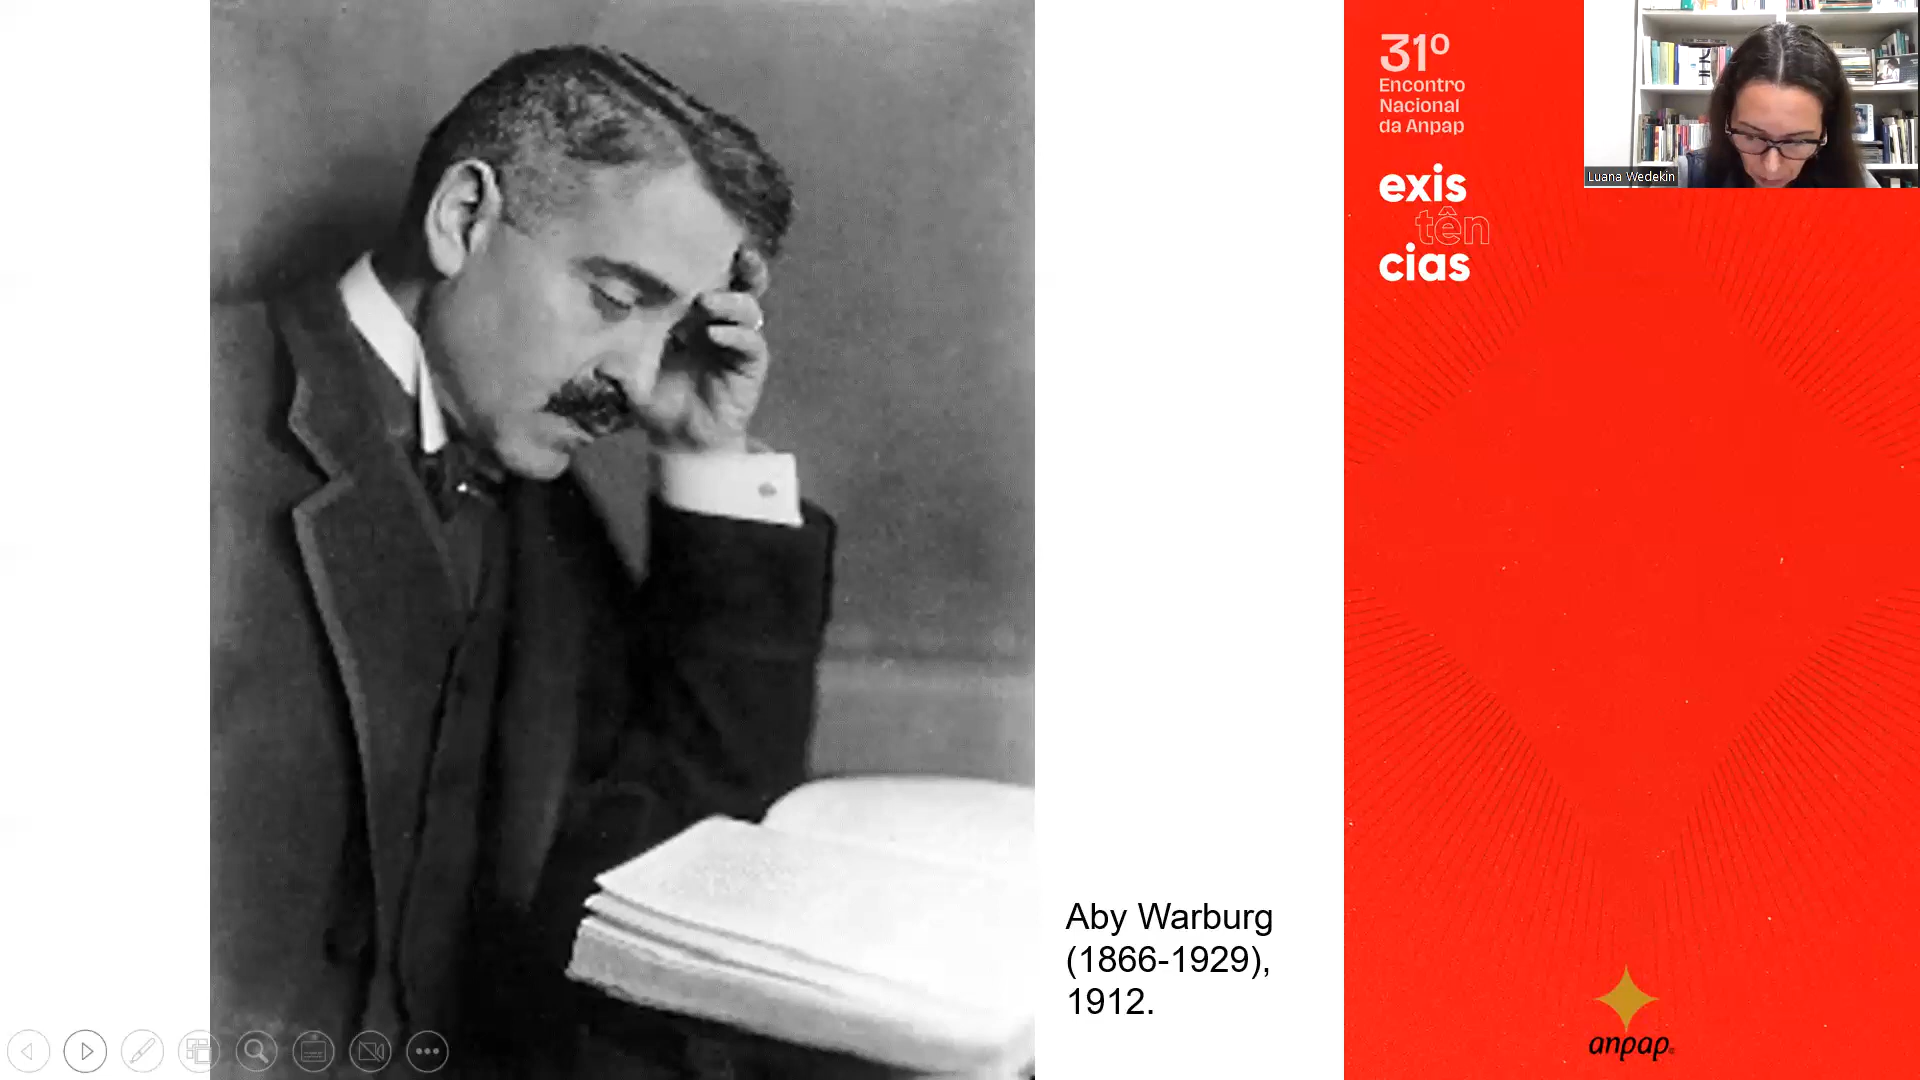 31º
Encontro
Nacional
da Anpap
exis
tên
cias
Luana Wedekin
Aby Warburg
(1866-1929),
1912.
anpap